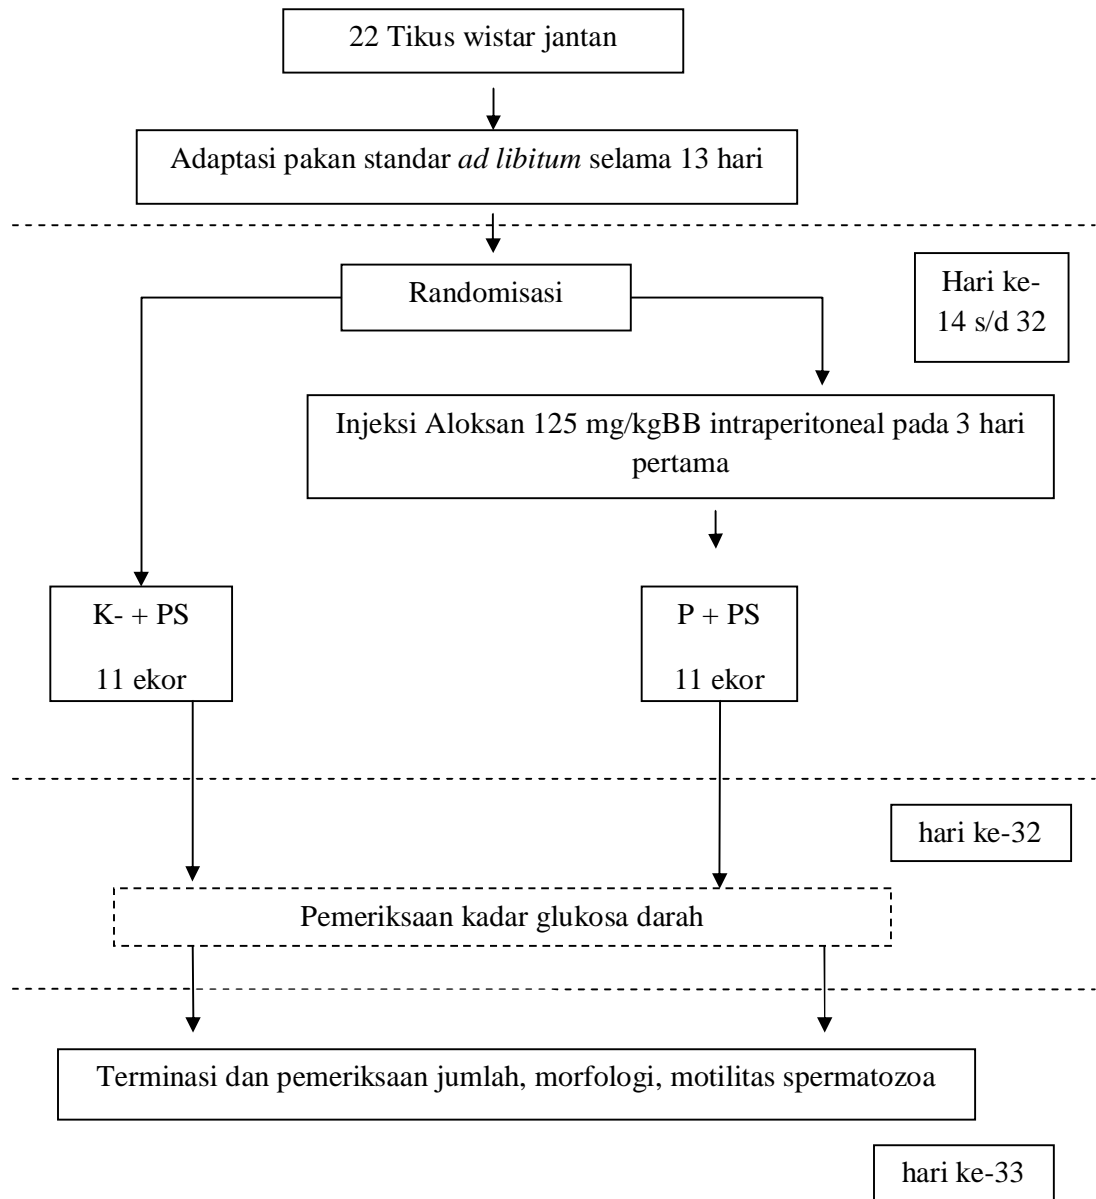 22 Tikus wistar jantan
Adaptasi pakan standar ad libitum selama 13 hari
Randomisasi
Hari ke-
14 s/d 32
Injeksi Aloksan 125 mg/kgBB intraperitoneal pada 3 hari
pertama
K- + PS
11 ekor
P + PS
11 ekor
hari ke-32
Pemeriksaan kadar glukosa darah
Terminasi dan pemeriksaan jumlah, morfologi, motilitas spermatozoa
hari ke-33